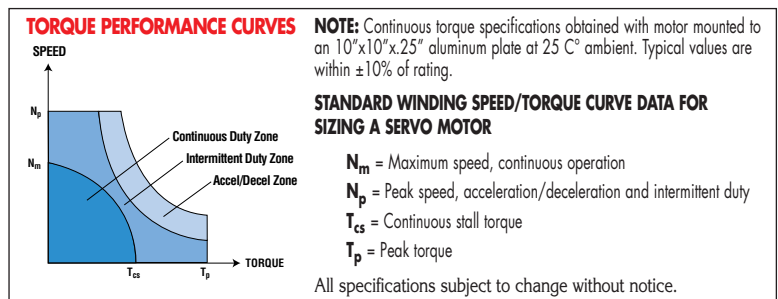 TORQUE PERFORMANCE CURVES
SPEED
Np
Nm
Continuous Duty Zone
Intermittent Duty Zone
Accel/Decel Zone
TORQUE
Tcs
Tp
NOTE: Continuous torque specifications obtained with motor mounted to
an 10"x10"x.25" aluminum plate at 25 C° ambient. Typical values are
within ±10% of rating.
STANDARD WINDING SPEED/TORQUE CURVE DATA FOR
SIZING A SERVO MOTOR
Nm = Maximum speed, continuous operation
Np = Peak speed, acceleration/deceleration and intermittent duty
Tcs = Continuous stall torque
Tp = Peak torque
All specifications subject to change without notice.